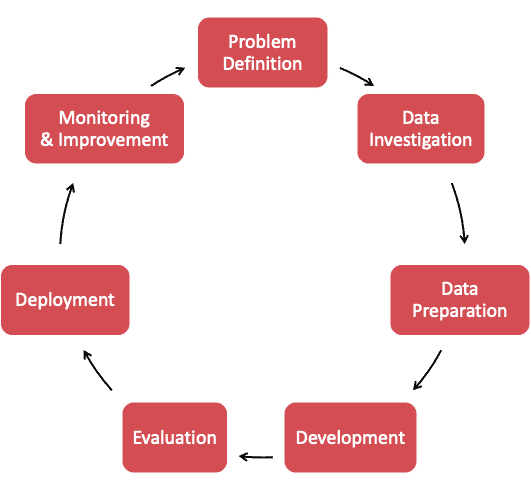 Problem
Definition
Data
Investigation
Data
Preparation
Development
Evaluation
Deployment
Monitoring
& Improvement